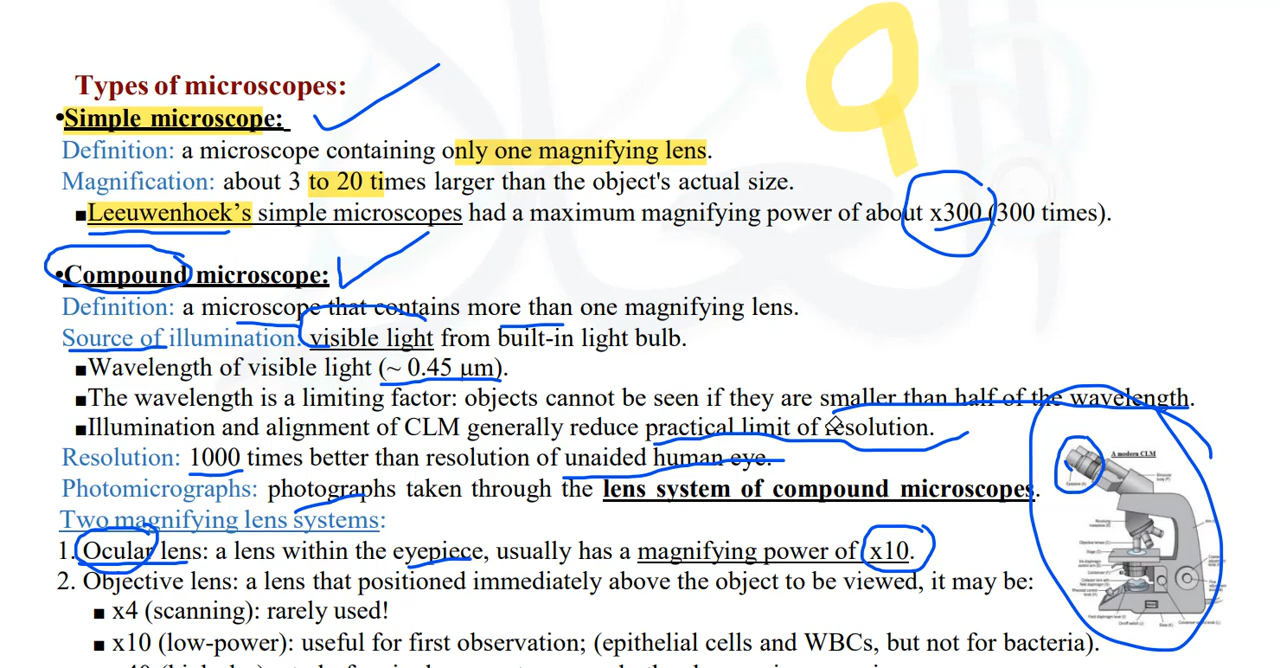 Types of microscopes:
•Simple microscope:
Definition: a microscope containing only one magnifying lens.
Magnification: about 3 to 20 times larger than the object's actual size.
■Leeuwenhoek’s simple microscopes had a maximum magnifying power of about x300 (300 times).
•Compound microscope:
Definition: a microscope that contains more than one magnifying lens.
Source of illumination: visible light from built-in light bulb.
■Wavelength of visible light (~ 0.45 µm).
■The wavelength is a limiting factor: objects cannot be seen if they are smaller than half of the wavelength.
■Illumination and alignment of CLM generally reduce practical limit of resolution.
Resolution: 1000 times better than resolution of unaided human eye.
Photomicrographs: photographs taken through the lens system of compound microscopes.
A modern CLM
Two magnifying lens systems:
1. Ocular lens: a lens within the eyepiece, usually has a magnifying power of x10.
2. Objective lens: a lens that positioned immediately above the object to be viewed, it may be:
■ x4 (scanning): rarely used!
■ x10 (low-power): useful for first observation; (epithelial cells and WBCs, but not for bacteria).